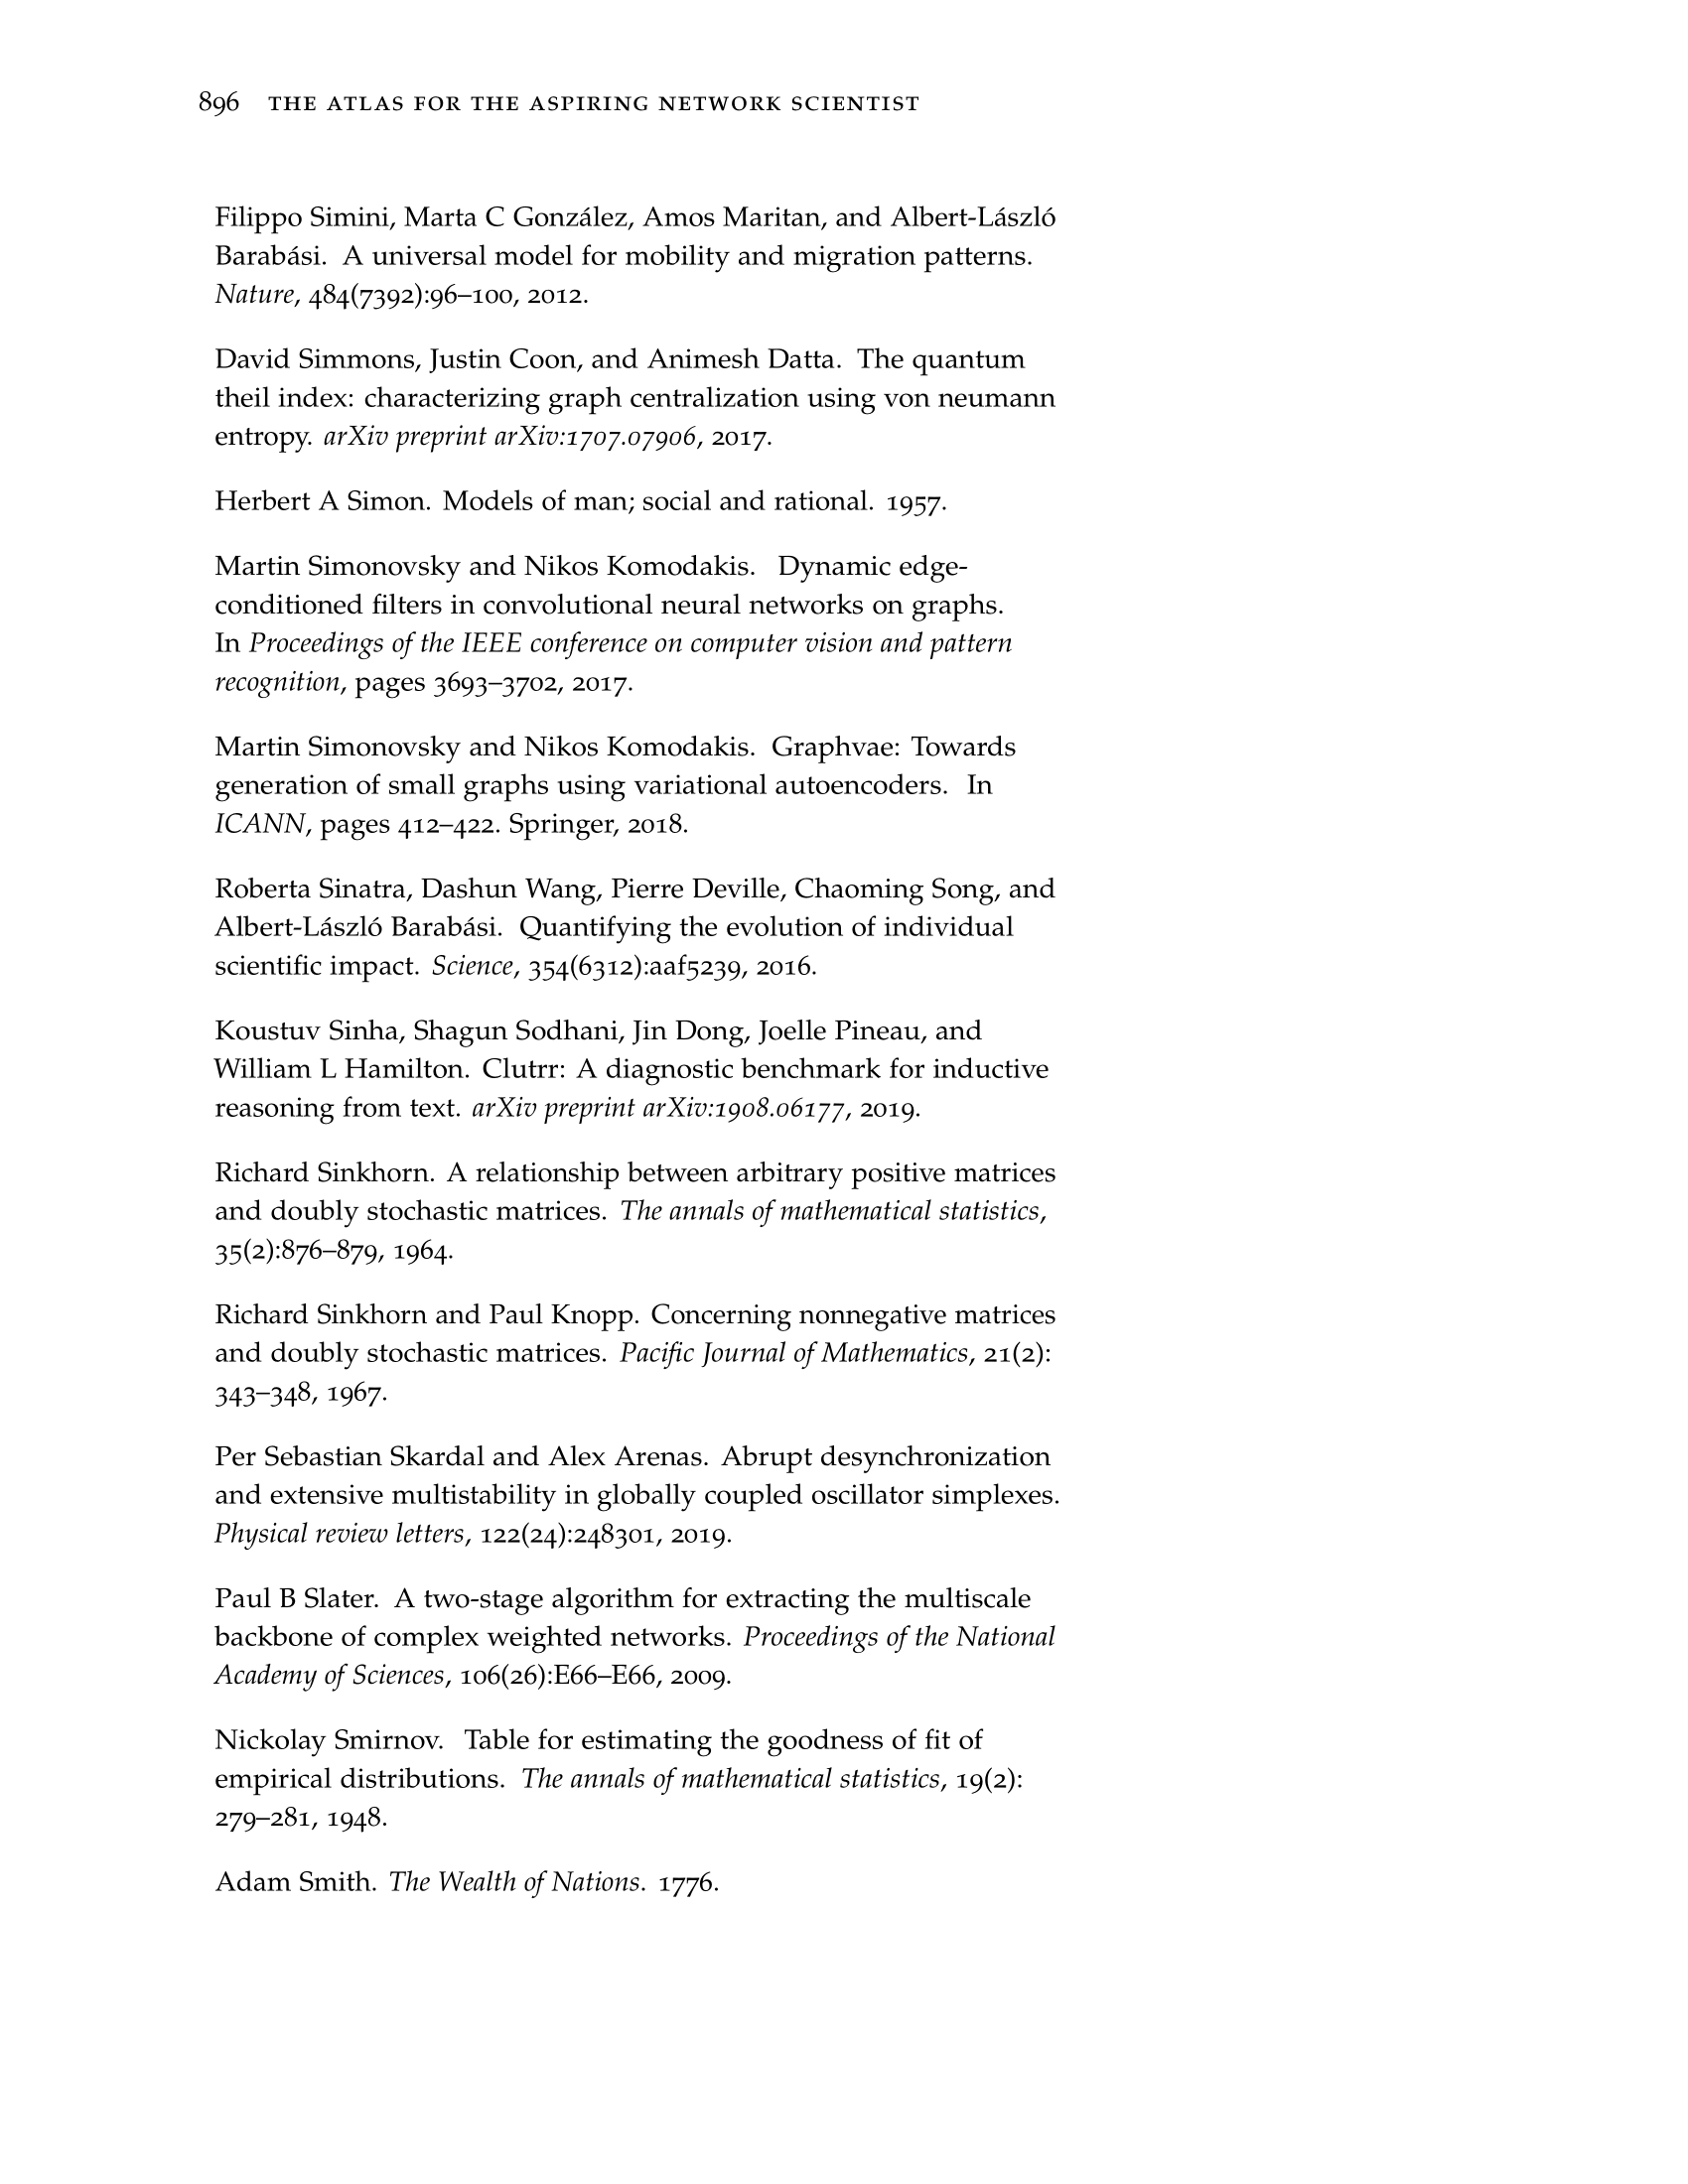 896 THE ATLAS FOR THE ASPIRING NETWORK SCIENTIST
Filippo Simini, Marta C González, Amos Maritan, and Albert-László
Barabási. A universal model for mobility and migration patterns.
Nature, 484(7392):96–100, 2012.
David Simmons, Justin Coon, and Animesh Datta. The quantum
theil index: characterizing graph centralization using von neumann
entropy. arXiv preprint arXiv:1707.07906, 2017.
Herbert A Simon. Models of man; social and rational. 1957.
Martin Simonovsky and Nikos Komodakis. Dynamic edge-
conditioned filters in convolutional neural networks on graphs.
In Proceedings of the IEEE conference on computer vision and pattern
recognition, pages 3693–3702, 2017.
Martin Simonovsky and Nikos Komodakis. Graphvae: Towards
generation of small graphs using variational autoencoders. In
ICANN, pages 412–422. Springer, 2018.
Roberta Sinatra, Dashun Wang, Pierre Deville, Chaoming Song, and
Albert-László Barabási. Quantifying the evolution of individual
scientific impact. Science, 354(6312):aaf5239, 2016.
Koustuv Sinha, Shagun Sodhani, Jin Dong, Joelle Pineau, and
William L Hamilton. Clutrr: A diagnostic benchmark for inductive
reasoning from text. arXiv preprint arXiv:1908.06177, 2019.
Richard Sinkhorn. A relationship between arbitrary positive matrices
and doubly stochastic matrices. The annals of mathematical statistics,
35(2):876–879, 1964.
Richard Sinkhorn and Paul Knopp. Concerning nonnegative matrices
and doubly stochastic matrices. Pacific Journal of Mathematics, 21(2):
343–348, 1967.
Per Sebastian Skardal and Alex Arenas. Abrupt desynchronization
and extensive multistability in globally coupled oscillator simplexes.
Physical review letters, 122(24):248301, 2019.
Paul B Slater. A two-stage algorithm for extracting the multiscale
backbone of complex weighted networks. Proceedings of the National
Academy of Sciences, 106(26):E66–E66, 2009.
Nickolay Smirnov. Table for estimating the goodness of fit of
empirical distributions. The annals of mathematical statistics, 19(2):
279–281, 1948.
Adam Smith. The Wealth of Nations. 1776.